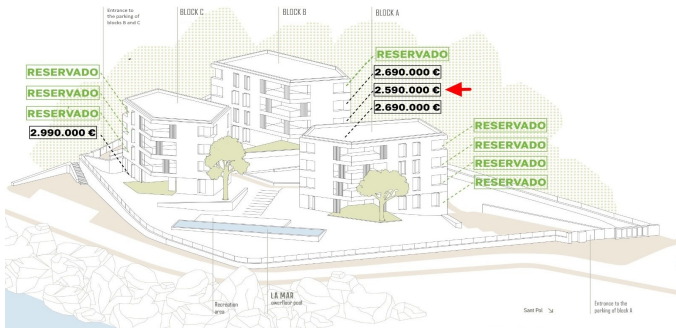 Entrance to
the parking of
blocks B and C
BLOCK C
BLOCK B
BLOCK A
RESERVADO
RESERVADO
RESERVADO
2.990.000 €
RESERVADO
2.690.000 €
2.590.000 €
2.690.000 €
RESERVADO
RESERVADO
RESERVADO
RESERVADO
Recreation
area
LA MAR
overfloor pool
Sant Pol
Entrance to the
parking of block A